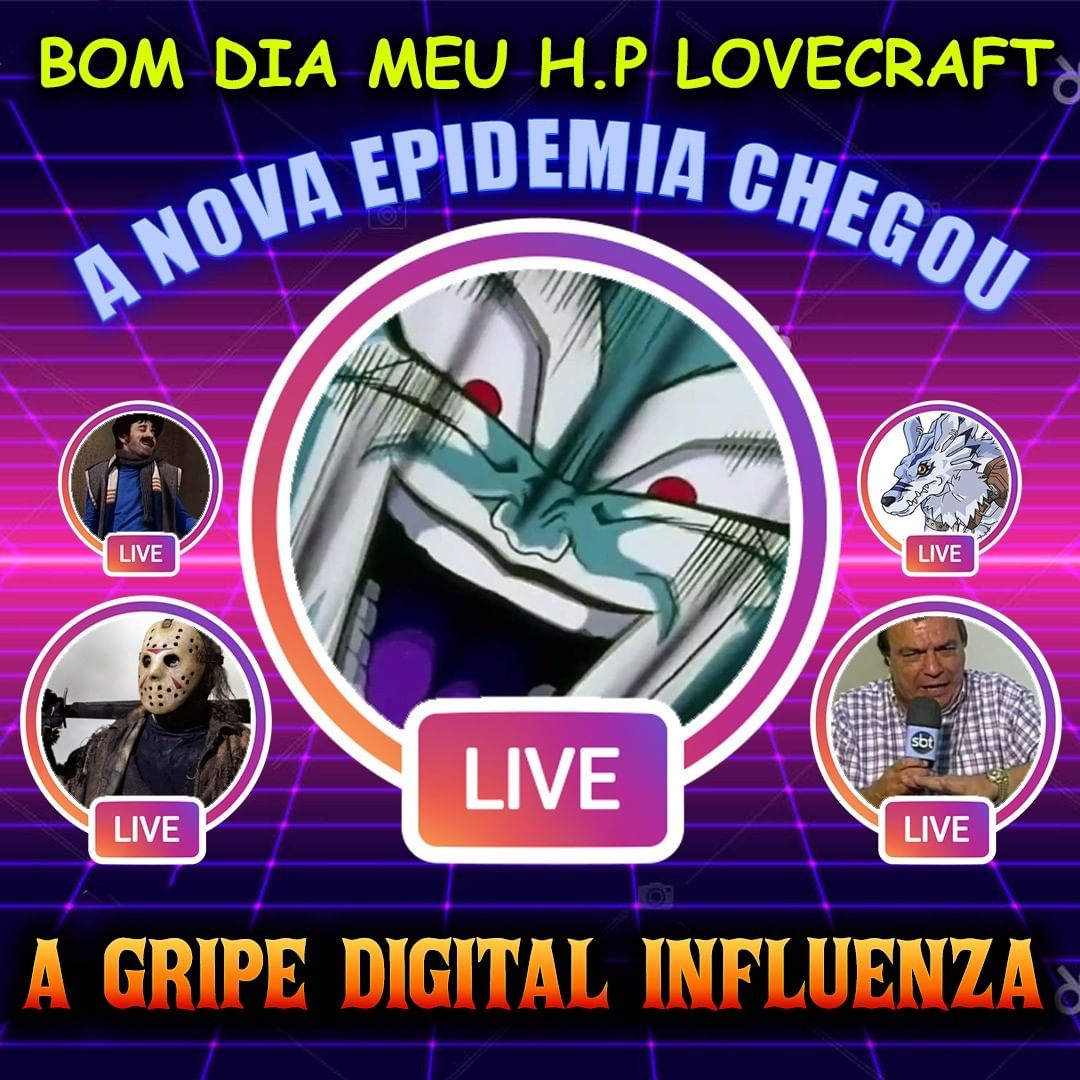 BOM DIA MEU H.P LOVECRAFT
A NOVA EPIDEMIA CHEGOU
LIVE
LIVE
LIVE
LIVE
sbt
LIVE
A GRIPE DIGITAL INFLUENZA